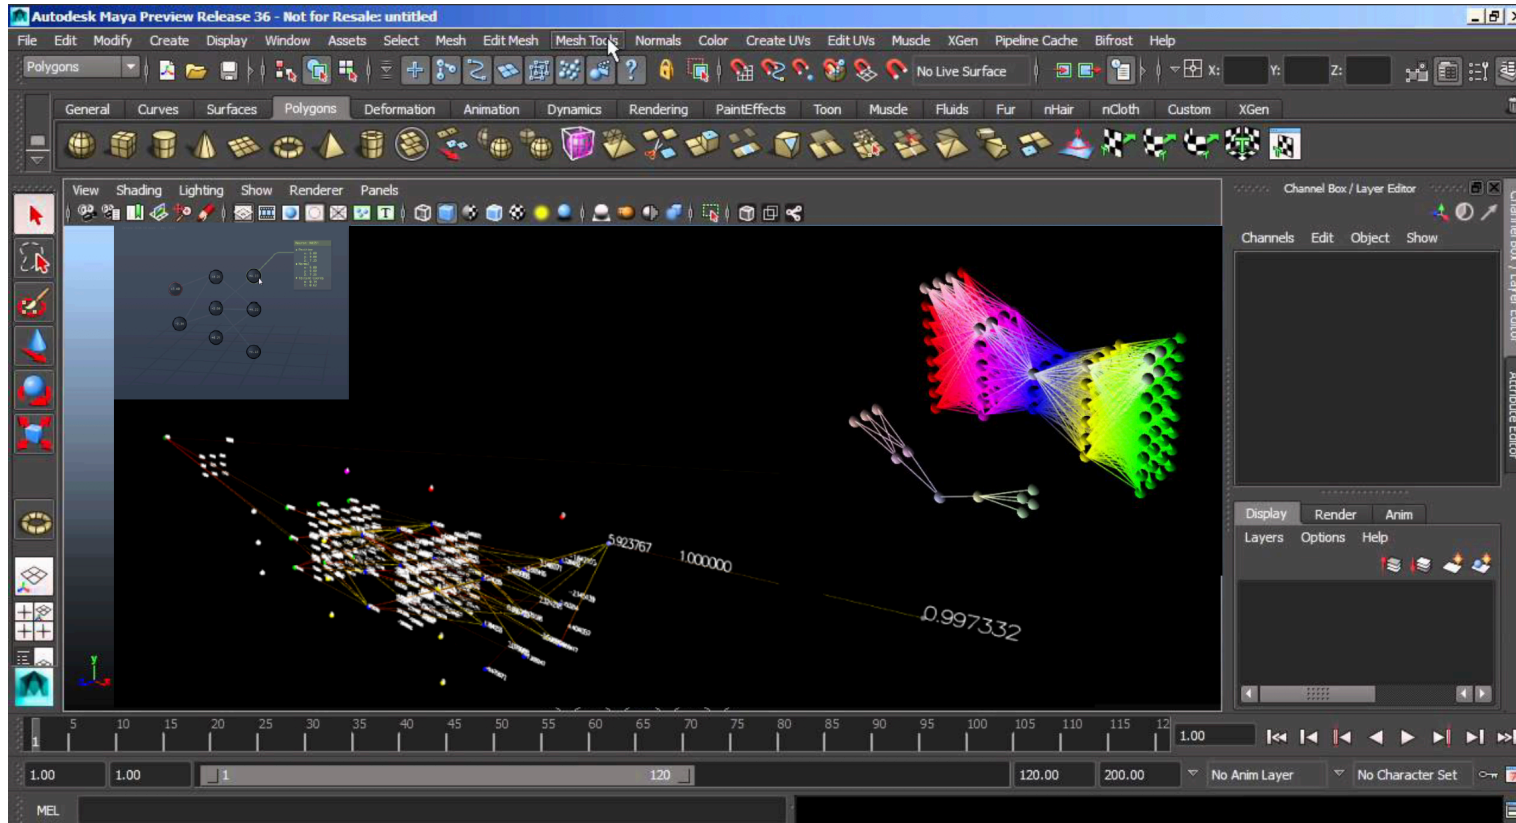 Autodesk Maya Preview Release 36 - Not for Resale: untitled
File Edit Modify Create Display Window Assets Select Mesh Edit Mesh Mesh Tools Normals Color Create UVs Edit UVs Muscle XGen Pipeline Cache Bifrost Help
Polygons No Live Surface X: Y: Z:
General Curves Surfaces Polygons Deformation Animation Dynamics Rendering PaintEffects Toon Muscle Fluids Fur nHair nCloth Custom XGen
View Shading Lighting Show Renderer Panels
Channel Box / Layer Editor
Channels Edit Object Show
Channel Box / Layer Editor
Attribute Editor
5.923767
1.000000
0.997332
y
Display Render Anim
Layers Options Help
5 10 15 20 25 30 35 40 45 50 55 60 65 70 75 80 85 90 95 100 105 110 115 12
1
1.00
1.00 1.00 1 120 120.00 200.00 No Anim Layer No Character Set
MEL